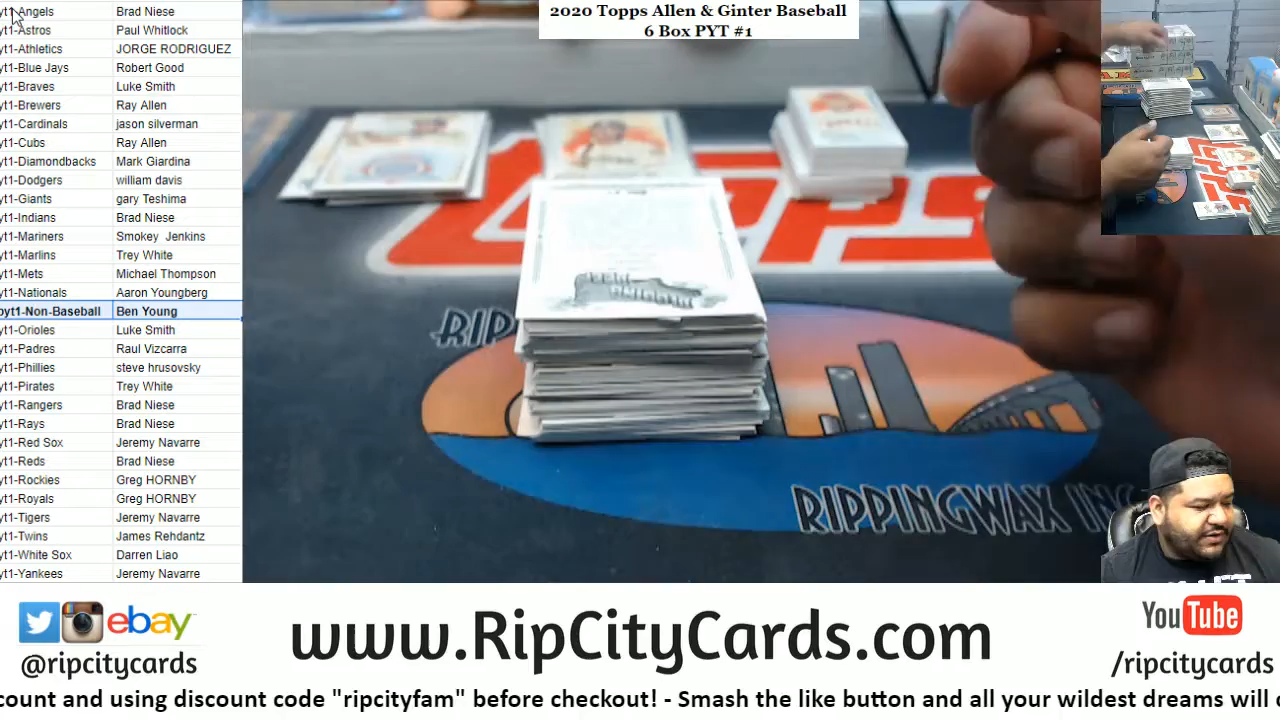 yt1-Angels Brad Niese
yt1-Astros Paul Whitlock
yt1-Athletics JORGE RODRIGUEZ
yt1-Blue Jays Robert Good
yt1-Braves Luke Smith
yt1-Brewers Ray Allen
yt1-Cardinals jason silverman
yt1-Cubs Ray Allen
yt1-Diamondbacks Mark Giardina
yt1-Dodgers william davis
yt1-Giants gary Teshima
yt1-Indians Brad Niese
yt1-Mariners Smokey Jenkins
yt1-Marlins Trey White
yt1-Mets Michael Thompson
yt1-Nationals Aaron Youngberg
pyt1-Non-Baseball Ben Young
yt1-Orioles Luke Smith
yt1-Padres Raul Vizcarra
yt1-Phillies steve hrusovsky
yt1-Pirates Trey White
yt1-Rangers Brad Niese
yt1-Rays Brad Niese
yt1-Red Sox Jeremy Navarre
yt1-Reds Brad Niese
yt1-Rockies Greg HORNBY
yt1-Royals Greg HORNBY
yt1-Tigers Jeremy Navarre
yt1-Twins James Rehdantz
yt1-White Sox Darren Liao
yt1-Yankees Jeremy Navarre
2020 Topps Allen & Ginter Baseball
6 Box PYT #1
RIP
RIPPINGWAX INC
ebay
@ripcitycards
www.RipCityCards.com
YouTube
/ripcitycards
count and using discount code "ripcityfam" before checkout! - Smash the like button and all your wildest dreams will